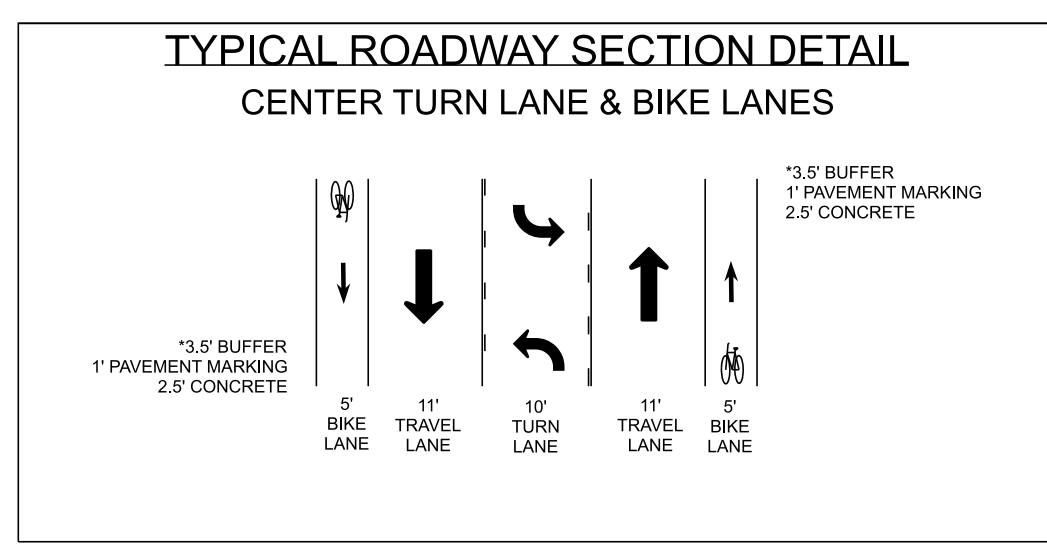 TYPICAL ROADWAY SECTION DETAIL
CENTER TURN LANE & BIKE LANES
*3.5' BUFFER
1' PAVEMENT MARKING
2.5' CONCRETE
*3.5' BUFFER
1' PAVEMENT MARKING
2.5' CONCRETE
5'
BIKE
LANE
11'
TRAVEL
LANE
10'
TURN
LANE
11'
TRAVEL
LANE
5'
BIKE
LANE